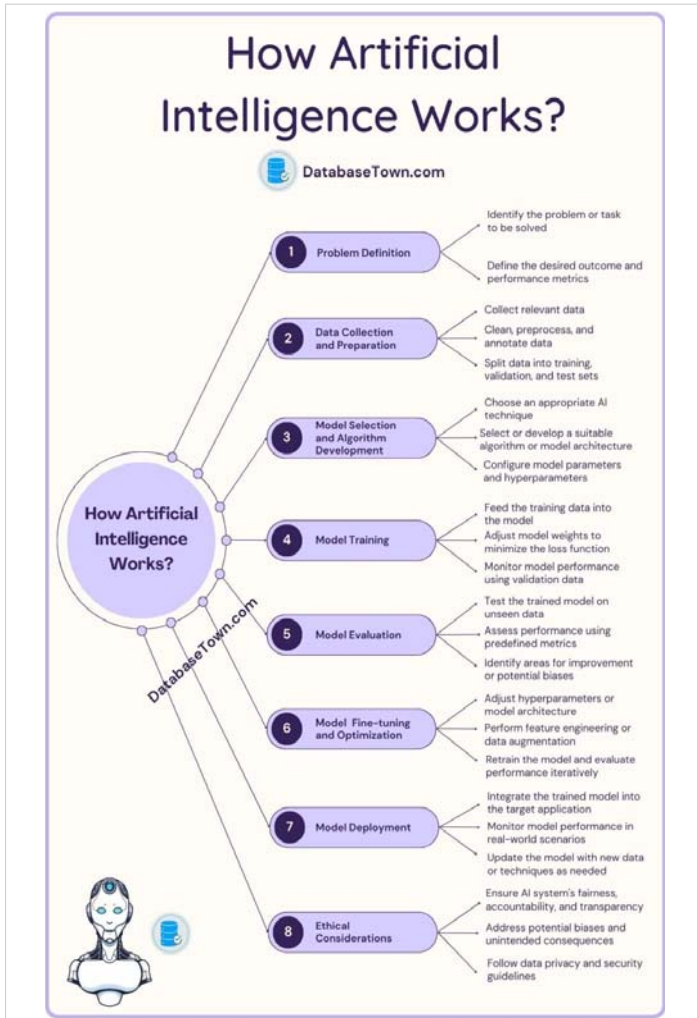 How Artificial
Intelligence Works?
DatabaseTown.com
1
Problem Definition
Identify the problem or task
to be solved
Define the desired outcome and
performance metrics
2
Data Collection
and Preparation
Collect relevant data
Clean, preprocess, and
annotate data
Split data into training,
validation, and test sets
3
Model Selection
and Algorithm
Development
Choose an appropriate AI
technique
Select or develop a suitable
algorithm or model architecture
Configure model parameters
and hyperparameters
How Artificial
Intelligence
Works?
4
Model Training
Feed the training data into
the model
Adjust model weights to
minimize the loss function
Monitor model performance
using validation data
DatabaseTown.com
5
Model Evaluation
Test the trained model on
unseen data
Assess performance using
predefined metrics
Identify areas for improvement
or potential biases
6
Model Fine-tuning
and Optimization
Adjust hyperparameters or
model architecture
Perform feature engineering or
data augmentation
Retrain the model and evaluate
performance iteratively
7
Model Deployment
Integrate the trained model into
the target application
Monitor model performance in
real-world scenarios
Update the model with new data
or techniques as needed
8
Ethical
Considerations
Ensure AI system's fairness,
accountability, and transparency
Address potential biases and
unintended consequences
Follow data privacy and security
guidelines